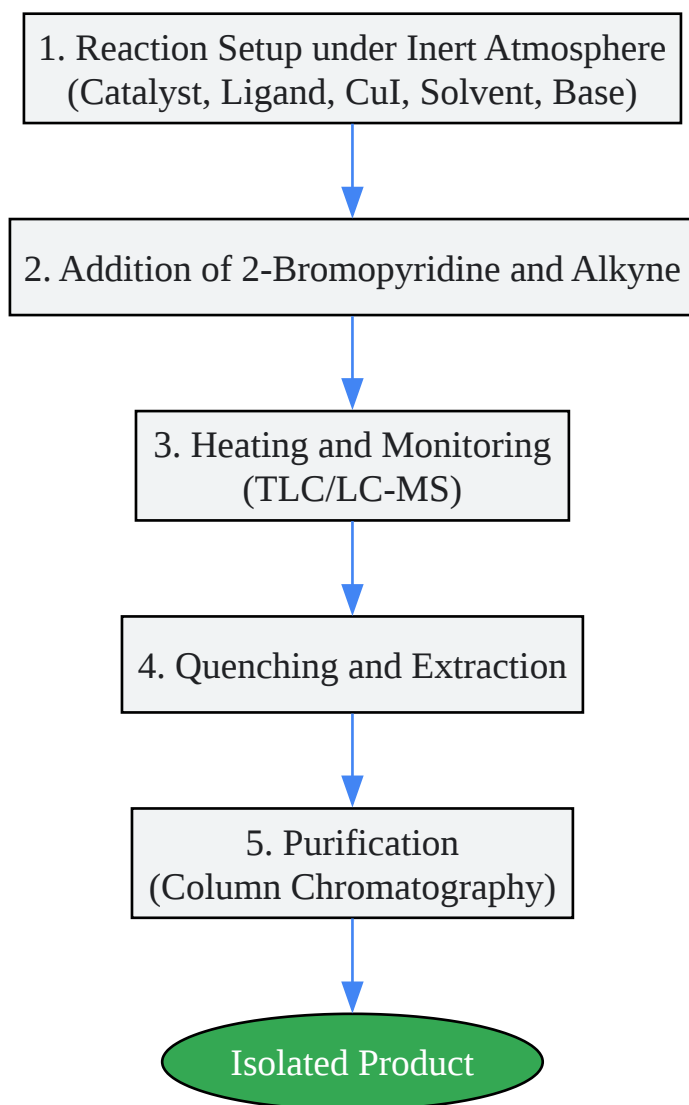 1. Reaction Setup under Inert Atmosphere
(Catalyst, Ligand, CuI, Solvent, Base)
2. Addition of 2-Bromopyridine and Alkyne
3. Heating and Monitoring
(TLC/LC-MS)
4. Quenching and Extraction
5. Purification
(Column Chromatography)
Isolated Product